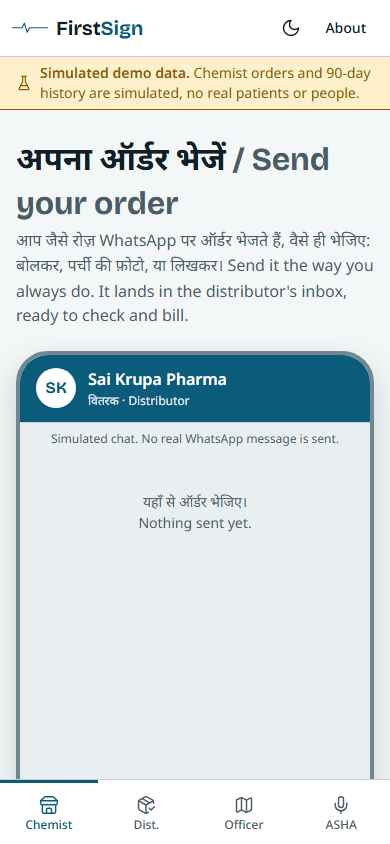 FirstSign
About
Simulated demo data. Chemist orders and 90-day
history are simulated, no real patients or people.
अपना ऑर्डर भेजें / Send
your order
आप जैसे रोज़ WhatsApp पर ऑर्डर भेजते हैं, वैसे ही भेजिए:
बोलकर, पर्ची की फ़ोटो, या लिखकर। Send it the way you
always do. It lands in the distributor's inbox,
ready to check and bill.
SK
Sai Krupa Pharma
वितरक · Distributor
Simulated chat. No real WhatsApp message is sent.
यहाँ से ऑर्डर भेजिए।
Nothing sent yet.
Chemist
Dist.
Officer
ASHA